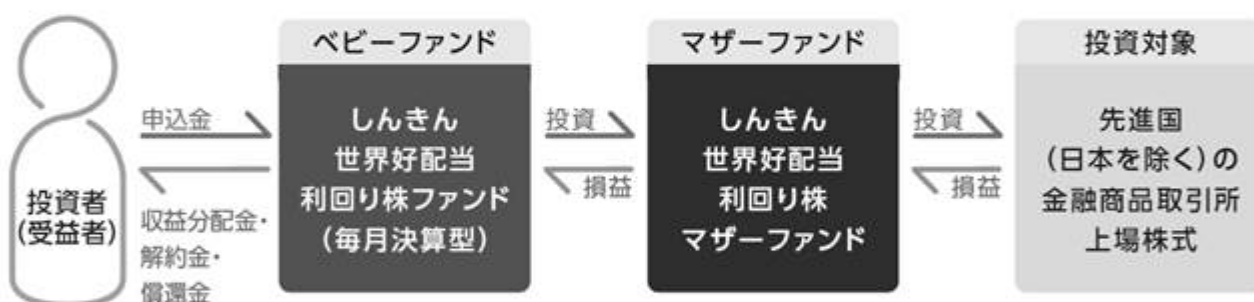 投資者
(受益者)
申込金
収益分配金・
解約金・
償還金
ベビーファンド
しんきん
世界好配当
利回り株ファンド
(毎月決算型)
投資
損益
マザーファンド
しんきん
世界好配当
利回り株
マザーファンド
投資
損益
投資対象
先進国
(日本を除く)の
金融商品取引所
上場株式